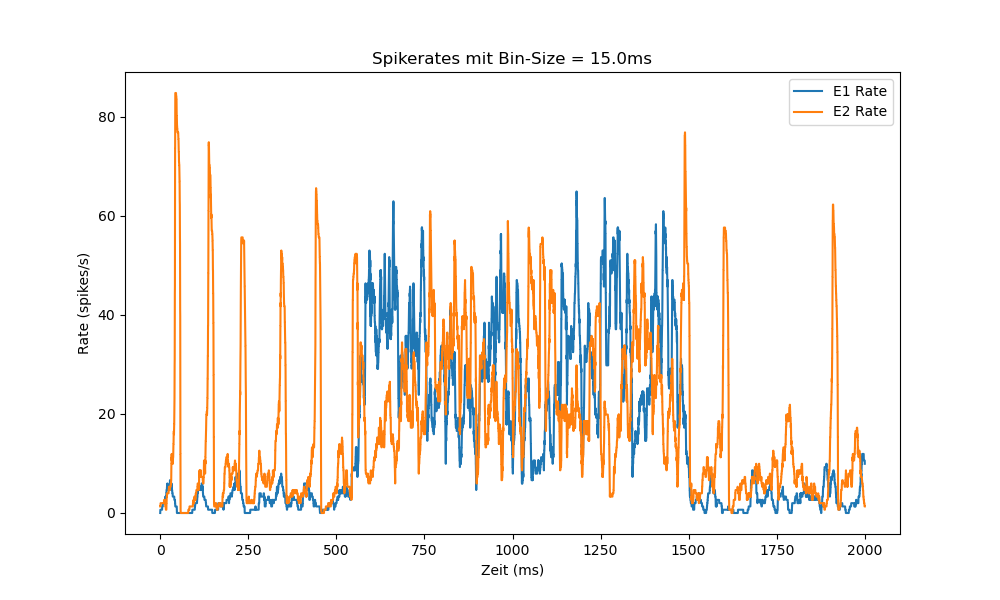 Spikerates mit Bin-Size = 15.0ms
E1 Rate
E2 Rate
80
60
40
20
0
Rate (spikes/s)
0 250 500 750 1000 1250 1500 1750 2000
Zeit (ms)